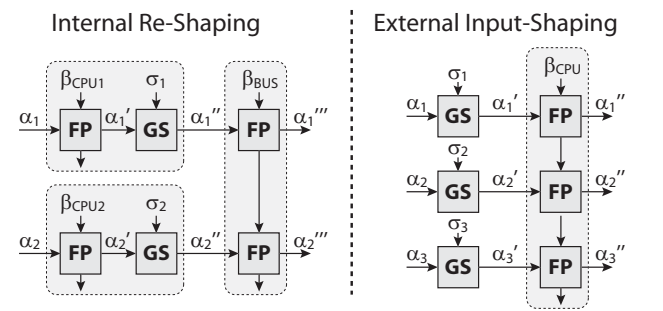 Internal Re-Shaping
βCPU1 σ1 βBUS
α1 FP α1′ GS α1″ FP α1‴
βCPU2 σ2
α2 FP α2′ GS α2″ FP α2‴
External Input-Shaping
σ1 βCPU
α1 GS α1′ FP α1″
σ2
α2 GS α2′ FP α2″
σ3
α3 GS α3′ FP α3″